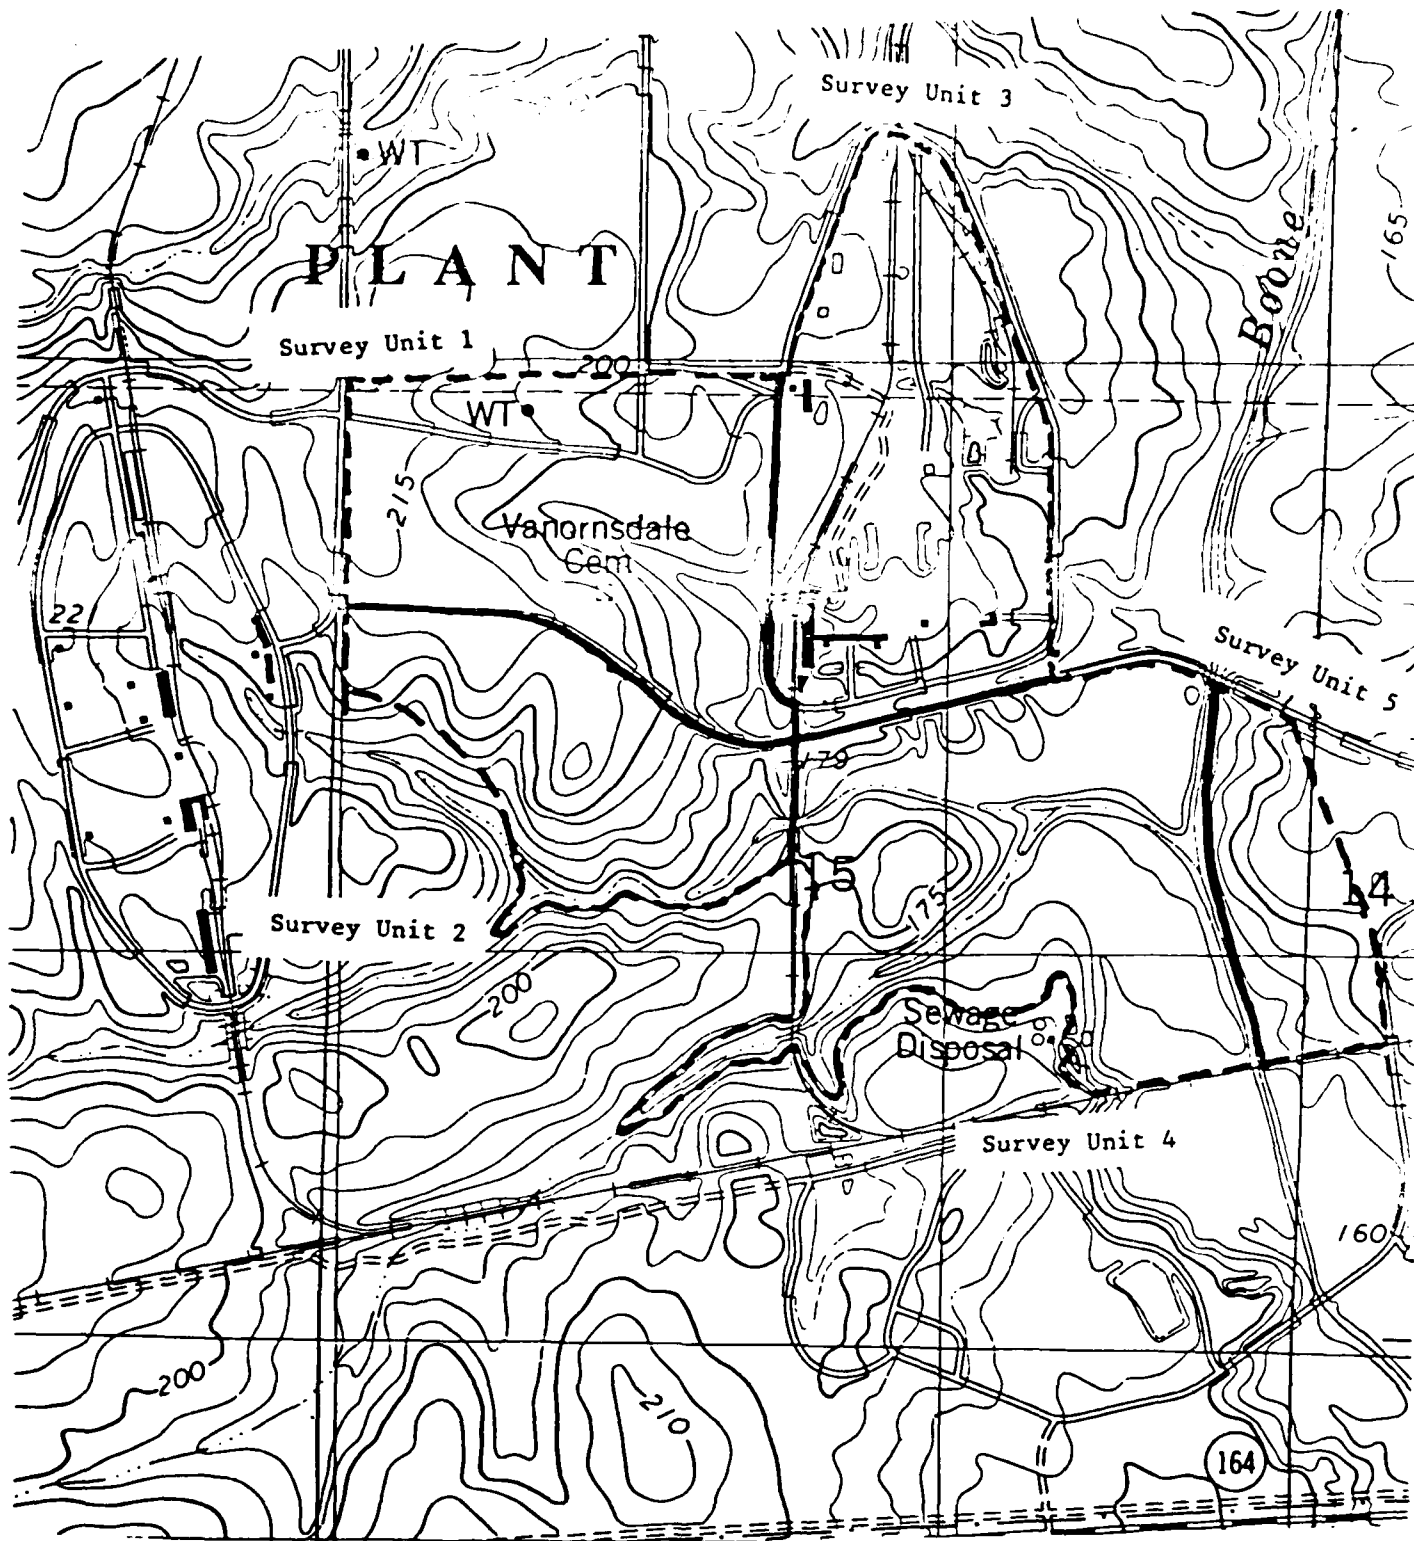 Survey Unit 3
WT
PLANT
Boone
165
Survey Unit 1
200
WT
215
Vanornsdale
Cem
22
Survey Unit 5
179
15
14
175
Survey Unit 2
200
Sewage
Disposal
Survey Unit 4
160
200
210
164